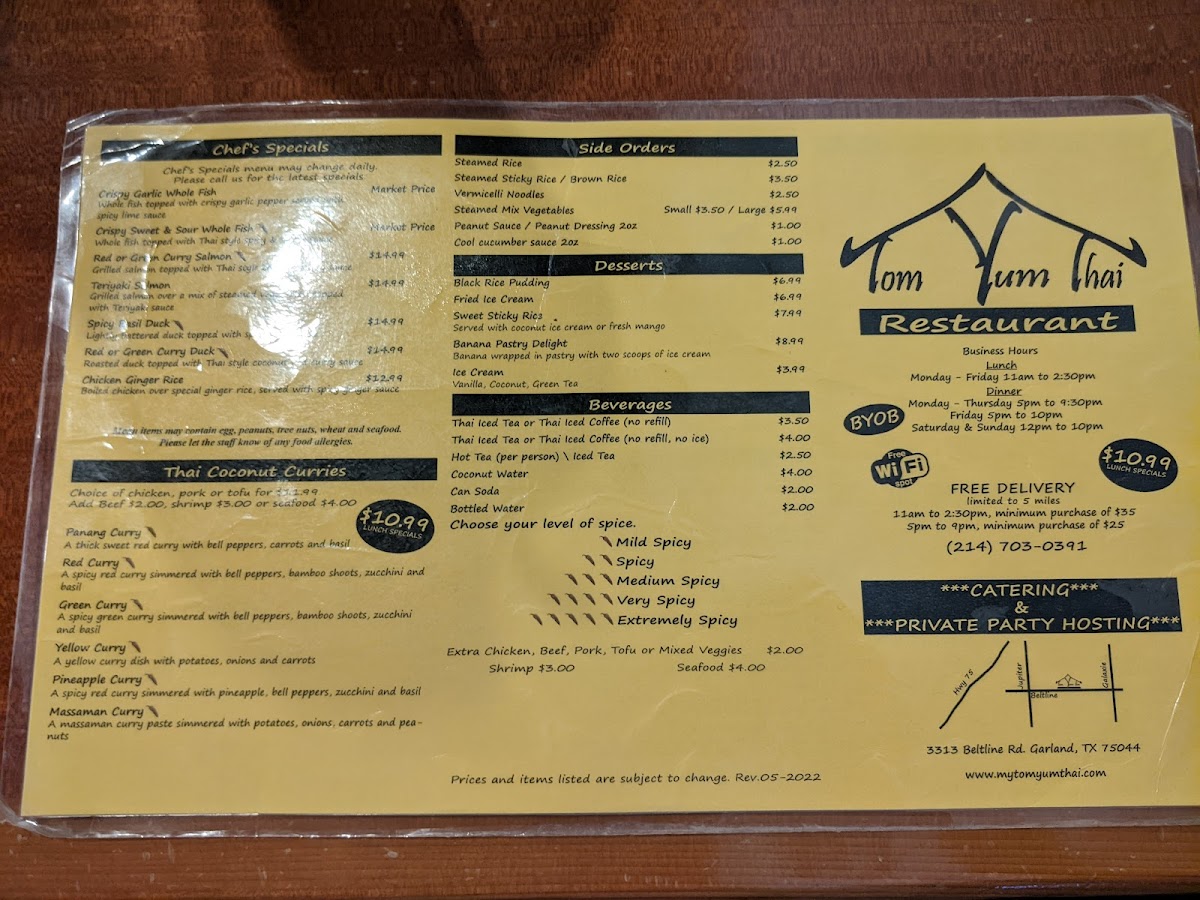 Chef's Specials
Chef's Specials menu may change daily.
Please call us for the latest specials
Crispy Garlic Whole Fish Market Price
Whole fish topped with crispy garlic pepper
spicy lime sauce
Crispy Sweet & Sour Whole Fish Market Price
Whole fish topped with Thai style
Red or Green Curry Salmon $14.99
Grilled salmon topped with Thai
Teriyaki Salmon $14.99
Grilled salmon over a mix of steamed
with Teriyaki sauce
Spicy Basil Duck $14.99
Lightly battered duck topped with
Red or Green Curry Duck $14.99
Roasted duck topped with Thai style coconut curry sauce
Chicken Ginger Rice $12.99
Boiled chicken over special ginger rice, served with spicy ginger sauce
items may contain egg, peanuts, tree nuts, wheat and seafood.
Please let the staff know of any food allergies.
Thai Coconut Curries
Choice of chicken, pork or tofu for $11.99
Add Beef $2.00, shrimp $3.00 or seafood $4.00
$10.99
LUNCH SPECIALS
Panang Curry
A thick sweet red curry with bell peppers, carrots and basil
Red Curry
A spicy red curry simmered with bell peppers, bamboo shoots, zucchini and
basil
Green Curry
A spicy green curry simmered with bell peppers, bamboo shoots, zucchini
and basil
Yellow Curry
A yellow curry dish with potatoes, onions and carrots
Pineapple Curry
A spicy red curry simmered with pineapple, bell peppers, zucchini and basil
Massaman Curry
A massaman curry paste simmered with potatoes, onions, carrots and pea-
nuts
Side Orders
Steamed Rice $2.50
Steamed Sticky Rice / Brown Rice $3.50
Vermicelli Noodles $2.50
Steamed Mix Vegetables Small $3.50 / Large $5.99
Peanut Sauce / Peanut Dressing 2oz $1.00
Cool cucumber sauce 2oz $1.00
Desserts
Black Rice Pudding $6.99
Fried Ice Cream $6.99
Sweet Sticky Rice $7.99
Served with coconut ice cream or fresh mango
Banana Pastry Delight $8.99
Banana wrapped in pastry with two scoops of ice cream
Ice Cream $3.99
Vanilla, Coconut, Green Tea
Beverages
Thai Iced Tea or Thai Iced Coffee (no refill) $3.50
Thai Iced Tea or Thai Iced Coffee (no refill, no ice) $4.00
Hot Tea (per person) \ Iced Tea $2.50
Coconut Water $4.00
Can Soda $2.00
Bottled Water $2.00
Choose your level of spice.
Mild Spicy
Spicy
Medium Spicy
Very Spicy
Extremely Spicy
Extra Chicken, Beef, Pork, Tofu or Mixed Veggies $2.00
Shrimp $3.00 Seafood $4.00
Prices and items listed are subject to change. Rev.05-2022
Tom Yum Thai
Restaurant
Business Hours
Lunch
Monday - Friday 11am to 2:30pm
Dinner
Monday - Thursday 5pm to 9:30pm
Friday 5pm to 10pm
Saturday & Sunday 12pm to 10pm
BYOB
Free
Wi Fi
spot
$10.99
LUNCH SPECIALS
FREE DELIVERY
limited to 5 miles
11am to 2:30pm, minimum purchase of $35
5pm to 9pm, minimum purchase of $25
(214) 703-0391
***CATERING***
&
***PRIVATE PARTY HOSTING***
Hwy 75
Jupiter
Beltline
Galaxie
3313 Beltline Rd. Garland, TX 75044
www.mytomyumthai.com